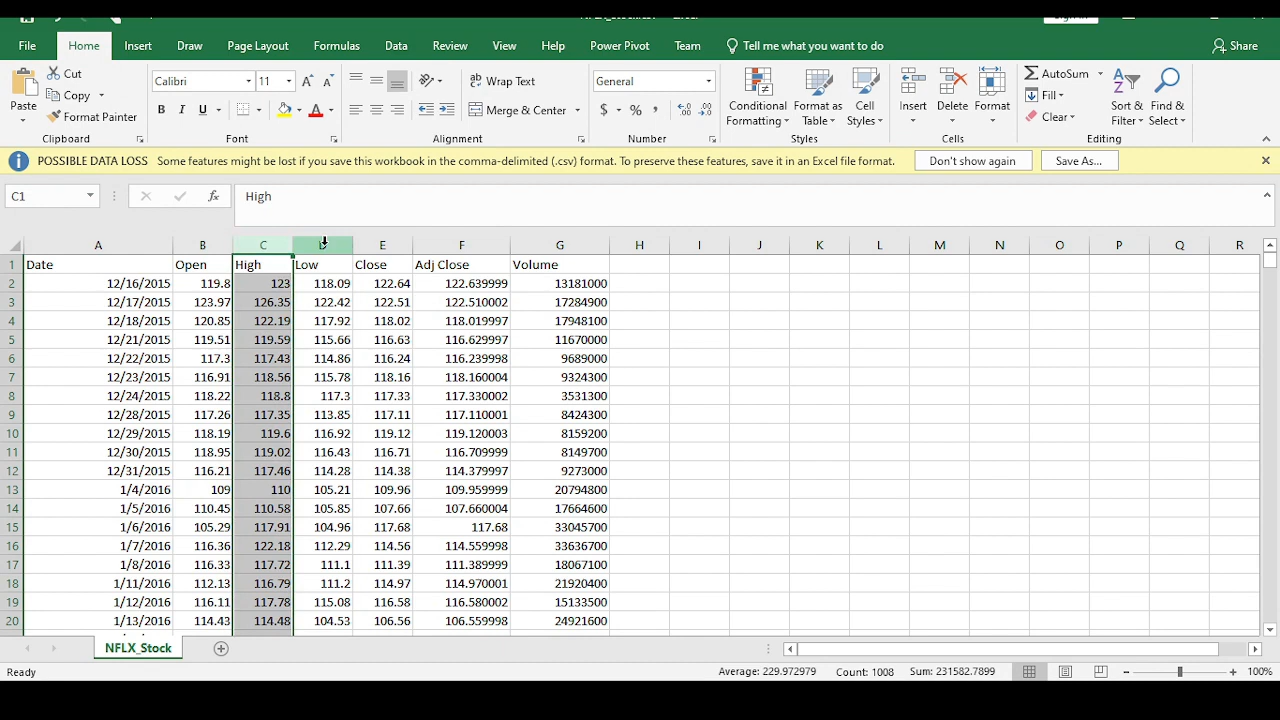 File Home Insert Draw Page Layout Formulas Data Review View Help Power Pivot Team Tell me what you want to do Share
Paste
Cut
Copy
Format Painter
Clipboard
Calibri 11
B I U
Font
Wrap Text
Merge & Center
Alignment
General
$ % ,
Number
Conditional Formatting
Format as Table
Cell Styles
Styles
Insert
Delete
Format
Cells
AutoSum
Fill
Clear
Sort & Filter
Find & Select
Editing
POSSIBLE DATA LOSS Some features might be lost if you save this workbook in the comma-delimited (.csv) format. To preserve these features, save it in an Excel file format. Don't show again Save As...
C1 fx High
A B C D E F G H I J K L M N O P Q R
1 Date Open High Low Close Adj Close Volume
2 12/16/2015 119.8 123 118.09 122.64 122.639999 13181000
3 12/17/2015 123.97 126.35 122.42 122.51 122.510002 17284900
4 12/18/2015 120.85 122.19 117.92 118.02 118.019997 17948100
5 12/21/2015 119.51 119.59 115.66 116.63 116.629997 11670000
6 12/22/2015 117.3 117.43 114.86 116.24 116.239998 9689000
7 12/23/2015 116.91 118.56 115.78 118.16 118.160004 9324300
8 12/24/2015 118.22 118.8 117.3 117.33 117.330002 3531300
9 12/28/2015 117.26 117.35 113.85 117.11 117.110001 8424300
10 12/29/2015 118.19 119.6 116.92 119.12 119.120003 8159200
11 12/30/2015 118.95 119.02 116.43 116.71 116.709999 8149700
12 12/31/2015 116.21 117.46 114.28 114.38 114.379997 9273000
13 1/4/2016 109 110 105.21 109.96 109.959999 20794800
14 1/5/2016 110.45 110.58 105.85 107.66 107.660004 17664600
15 1/6/2016 105.29 117.91 104.96 117.68 117.68 33045700
16 1/7/2016 116.36 122.18 112.29 114.56 114.559998 33636700
17 1/8/2016 116.33 117.72 111.1 111.39 111.389999 18067100
18 1/11/2016 112.13 116.79 111.2 114.97 114.970001 21920400
19 1/12/2016 116.11 117.78 115.08 116.58 116.580002 15133500
20 1/13/2016 114.43 114.48 104.53 106.56 106.559998 24921600
NFLX_Stock
Ready Average: 229.972979 Count: 1008 Sum: 231582.7899 100%